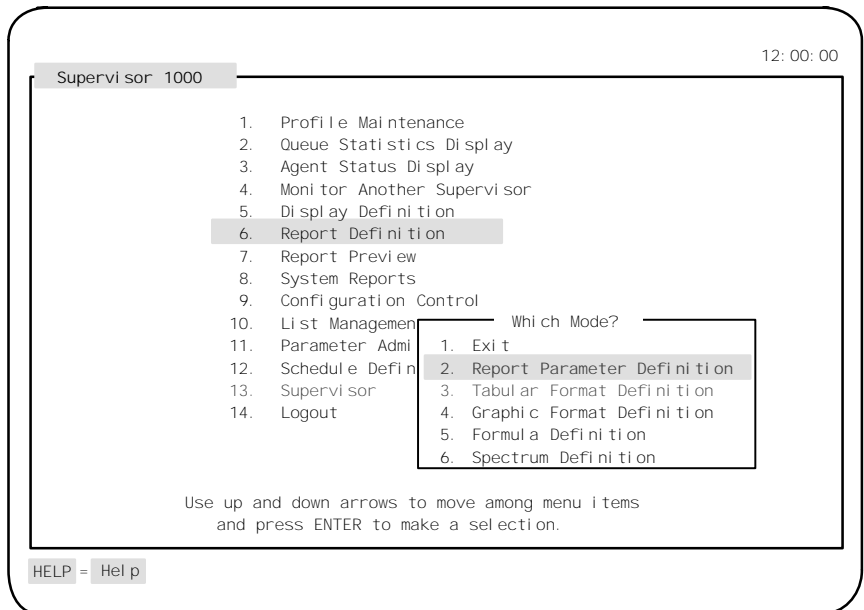 12:00:00
Supervisor 1000
1. Profile Maintenance
2. Queue Statistics Display
3. Agent Status Display
4. Monitor Another Supervisor
5. Display Definition
6. Report Definition
7. Report Preview
8. System Reports
9. Configuration Control
10. List Managemen
11. Parameter Admi
12. Schedule Defin
13. Supervisor
14. Logout
Which Mode?
1. Exit
2. Report Parameter Definition
3. Tabular Format Definition
4. Graphic Format Definition
5. Formula Definition
6. Spectrum Definition
Use up and down arrows to move among menu items
and press ENTER to make a selection.
HELP = Help